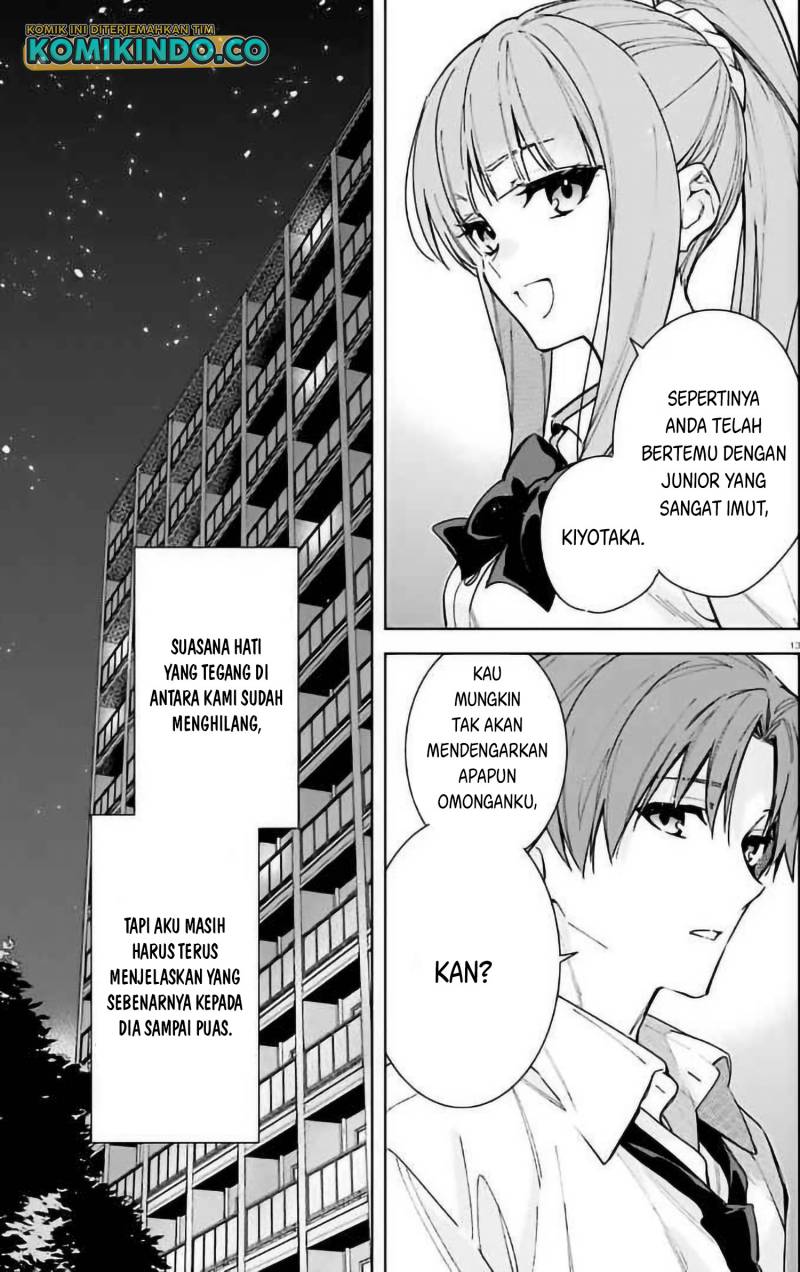 KOMIK INI DITERJEMAHKAN TIM
KOMIKINDO.CO
SEPERTINYA
ANDA TELAH
BERTEMU DENGAN
JUNIOR YANG
SANGAT IMUT,
KIYOTAKA.
13
KAU
MUNGKIN
TAK AKAN
MENDENGARKAN
APAPUN
OMONGANKU,
KAN?
SUASANA HATI
YANG TEGANG DI
ANTARA KAMI SUDAH
MENGHILANG,
TAPI AKU MASIH
HARUS TERUS
MENJELASKAN YANG
SEBENARNYA KEPADA
DIA SAMPAI PUAS.